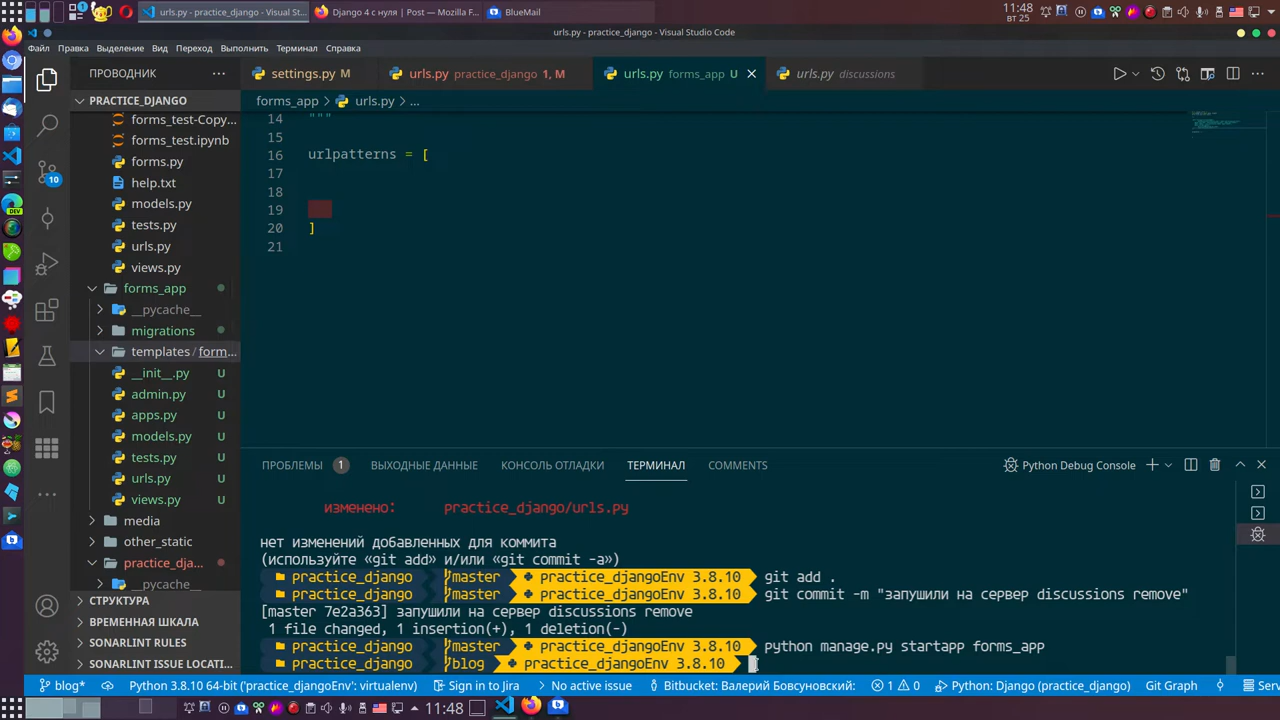 urls.py - practice_django - Visual St...
Django 4 с нуля | Практика - Mozilla F...
BlueMail
11:48
ВТ 25
urls.py - practice_django - Visual Studio Code
Файл Правка Выделение Вид Переход Выполнить Терминал Справка
ПРОВОДНИК ...
settings.py M
urls.py practice_django 1, M
urls.py forms_app U
urls.py discussions
PRACTICE_DJANGO
forms_app > urls.py > ...
forms_test-Copy...
forms_test.ipynb
forms.py
help.txt
models.py
tests.py
urls.py
views.py
forms_app
__pycache__
migrations
templates / form...
__init__.py U
admin.py U
apps.py U
models.py U
tests.py U
urls.py U
views.py U
media
other_static
practice_dja...
__pycache__
СТРУКТУРА
ВРЕМЕННАЯ ШКАЛА
SONARLINT RULES
SONARLINT ISSUE LOCATI...
10
DEV
14 """
15
16 urlpatterns = [
17
18
19
20 ]
21
ПРОБЛЕМЫ 1 ВЫХОДНЫЕ ДАННЫЕ КОНСОЛЬ ОТЛАДКИ ТЕРМИНАЛ COMMENTS
Python Debug Console
изменено: practice_django/urls.py
нет изменений добавленных для коммита
(используйте «git add» и/или «git commit -a»)
practice_django master practice_djangoEnv 3.8.10 git add .
practice_django master practice_djangoEnv 3.8.10 git commit -m "запушили на сервер discussions remove"
[master 7e2a363] запушили на сервер discussions remove
1 file changed, 1 insertion(+), 1 deletion(-)
practice_django master practice_djangoEnv 3.8.10 python manage.py startapp forms_app
practice_django blog practice_djangoEnv 3.8.10
blog* Python 3.8.10 64-bit ('practice_djangoEnv': virtualenv) Sign in to Jira No active issue Bitbucket: Валерий Бовсуновский: 1 0 Python: Django (practice_django) Git Graph Serv
11:48